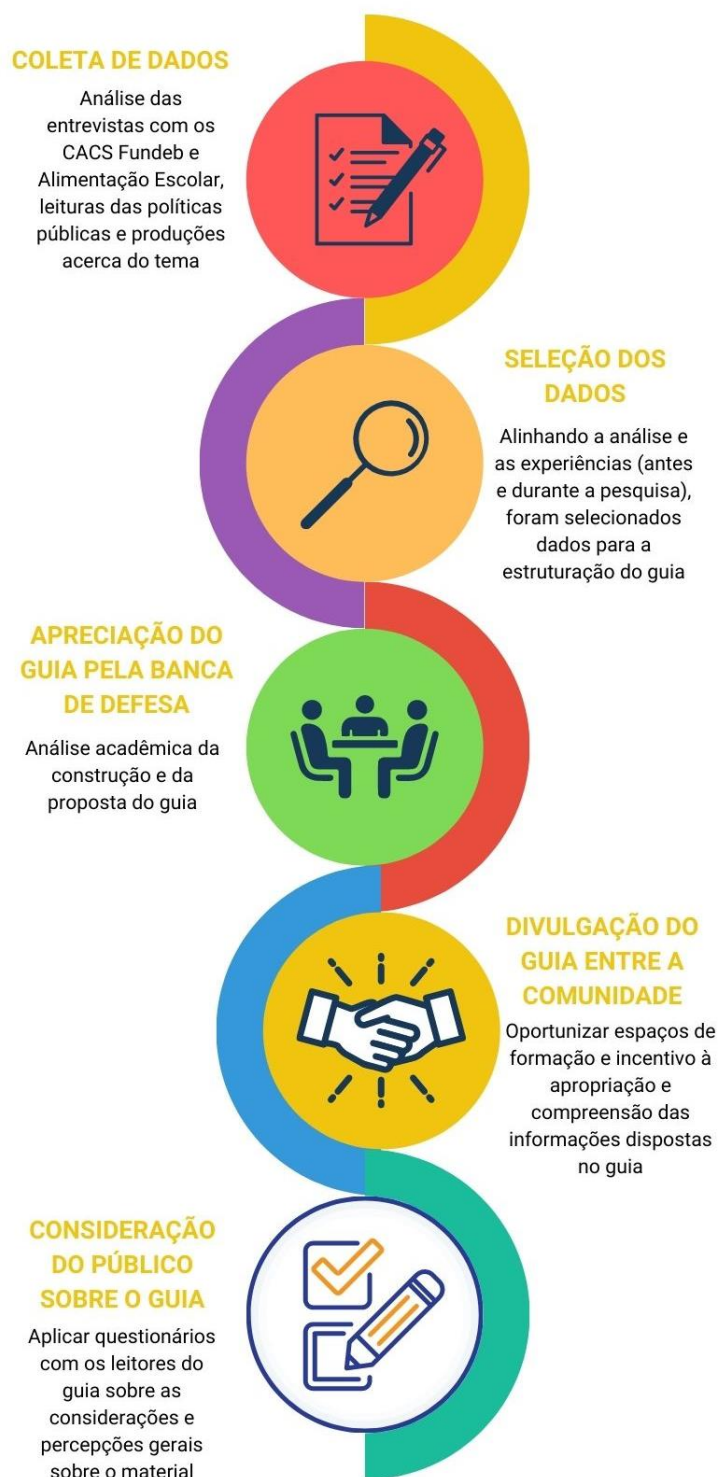 COLETA DE DADOS
Análise das
entrevistas com os
CACS Fundeb e
Alimentação Escolar,
leituras das políticas
públicas e produções
acerca do tema
SELEÇÃO DOS
DADOS
Alinhando a análise e
as experiências (antes
e durante a pesquisa),
foram selecionados
dados para a
estruturação do guia
APRECIAÇÃO DO
GUIA PELA BANCA
DE DEFESA
Análise acadêmica da
construção e da
proposta do guia
DIVULGAÇÃO DO
GUIA ENTRE A
COMUNIDADE
Oportunizar espaços de
formação e incentivo à
apropriação e
compreensão das
informações dispostas
no guia
CONSIDERAÇÃO
DO PÚBLICO
SOBRE O GUIA
Aplicar questionários
com os leitores do
guia sobre as
considerações e
percepções gerais
sobre o material